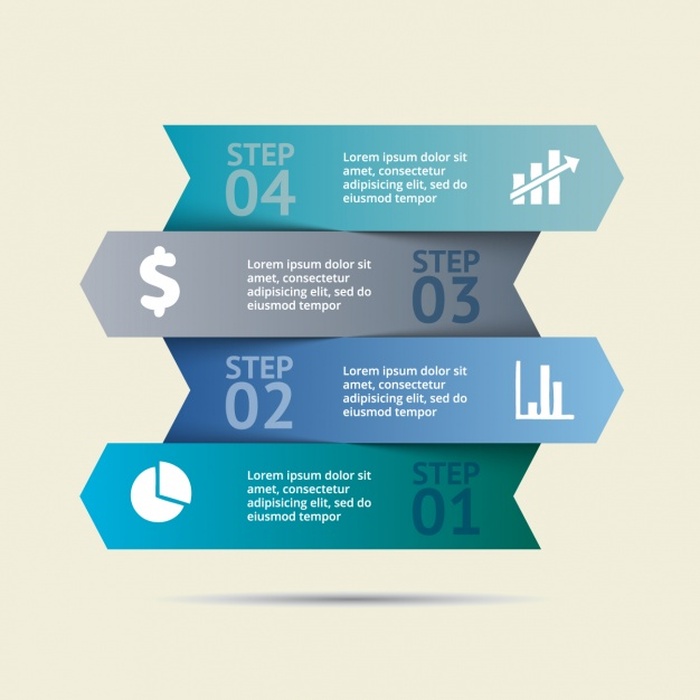 STEP
04
Lorem ipsum dolor sit
amet, consectetur
adipisicing elit, sed do
eiusmod tempor
Lorem ipsum dolor sit
amet, consectetur
adipisicing elit, sed do
eiusmod tempor
STEP
03
STEP
02
Lorem ipsum dolor sit
amet, consectetur
adipisicing elit, sed do
eiusmod tempor
Lorem ipsum dolor sit
amet, consectetur
adipisicing elit, sed do
eiusmod tempor
STEP
01